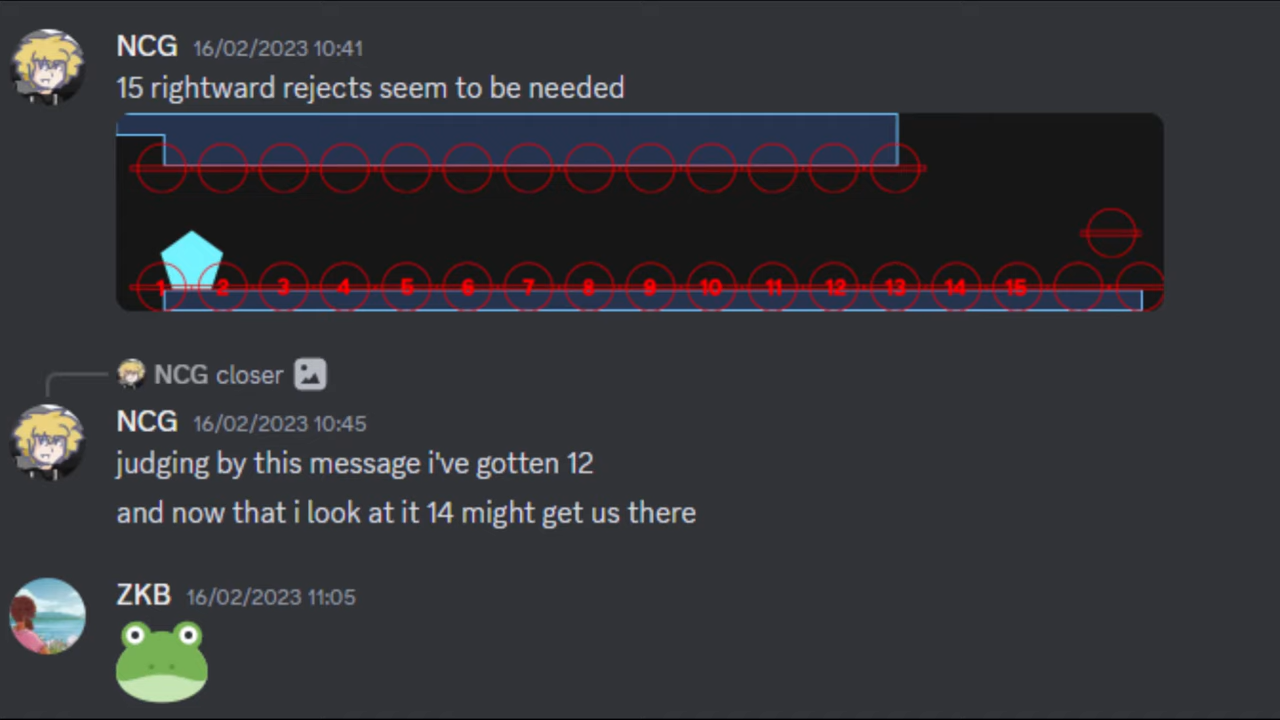 NCG 16/02/2023 10:41
15 rightward rejects seem to be needed
1 2 3 4 5 6 7 8 9 10 11 12 13 14 15
NCG closer
NCG 16/02/2023 10:45
judging by this message i've gotten 12
and now that i look at it 14 might get us there
ZKB 16/02/2023 11:05